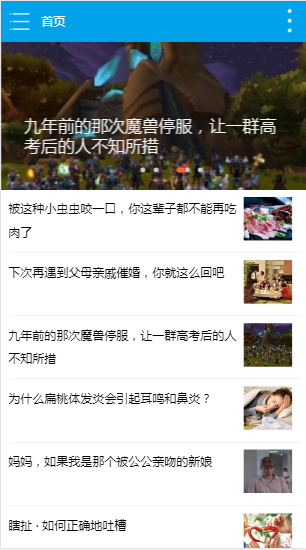 首页
九年前的那次魔兽停服，让一群高
考后的人不知所措
被这种小虫虫咬一口，你这辈子都不能再吃
肉了
下次再遇到父母亲戚催婚，你就这么回吧
九年前的那次魔兽停服，让一群高考后的人
不知所措
为什么扁桃体发炎会引起耳鸣和鼻炎？
妈妈，如果我是那个被公公亲吻的新娘
瞎扯 · 如何正确地吐槽